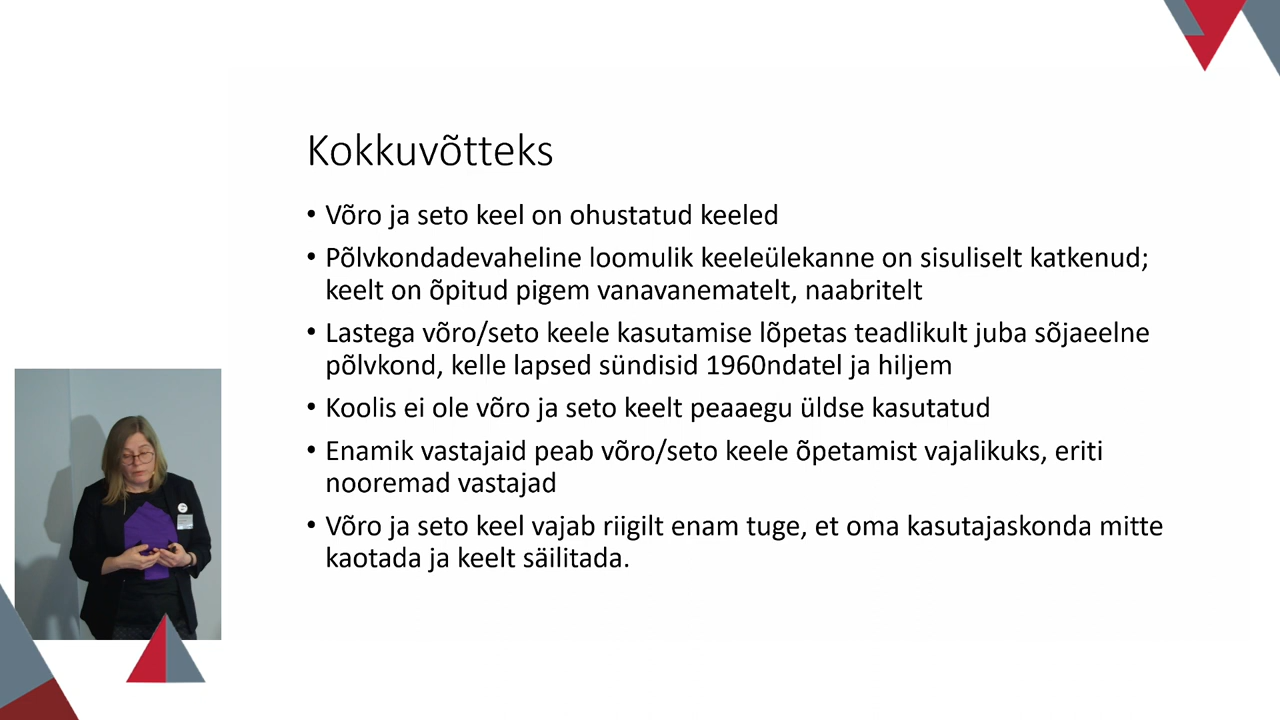 Kokkuvõtteks
• Võro ja seto keel on ohustatud keeled
• Põlvkondadevaheline loomulik keeleülekanne on sisuliselt katkenud;
keelt on õpitud pigem vanavanematelt, naabritelt
• Lastega võro/seto keele kasutamise lõpetas teadlikult juba sõjaeelne
põlvkond, kelle lapsed sündisid 1960ndatel ja hiljem
• Koolis ei ole võro ja seto keelt peaaegu üldse kasutatud
• Enamik vastajaid peab võro/seto keele õpetamist vajalikuks, eriti
nooremad vastajad
• Võro ja seto keel vajab riigilt enam tuge, et oma kasutajaskonda mitte
kaotada ja keelt säilitada.